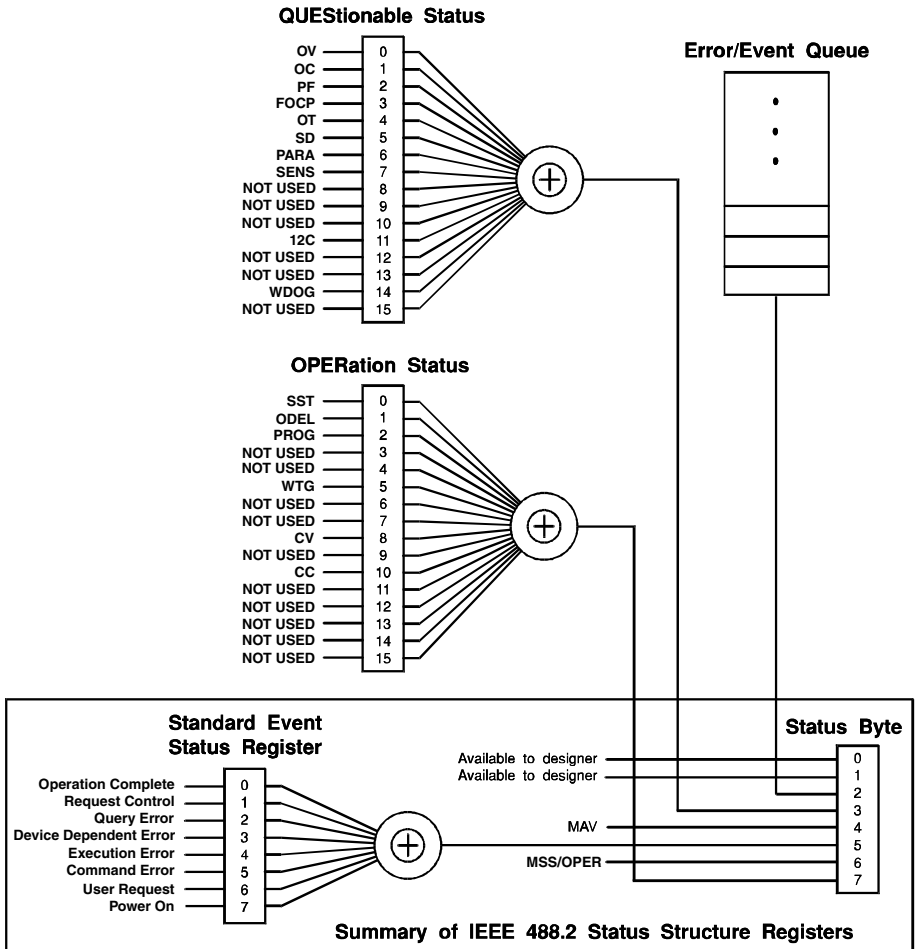 QUEStionable Status
OV 0
OC 1
PF 2
FOCP 3
OT 4
SD 5
PARA 6
SENS 7
NOT USED 8
NOT USED 9
NOT USED 10
12C 11
NOT USED 12
NOT USED 13
WDOG 14
NOT USED 15
+
Error/Event Queue
OPERation Status
SST 0
ODEL 1
PROG 2
NOT USED 3
NOT USED 4
WTG 5
NOT USED 6
NOT USED 7
CV 8
NOT USED 9
CC 10
NOT USED 11
NOT USED 12
NOT USED 13
NOT USED 14
NOT USED 15
+
Standard Event
Status Register
Operation Complete 0
Request Control 1
Query Error 2
Device Dependent Error 3
Execution Error 4
Command Error 5
User Request 6
Power On 7
+
Status Byte
Available to designer 0
Available to designer 1
2
3
MAV 4
5
MSS/OPER 6
7
Summary of IEEE 488.2 Status Structure Registers